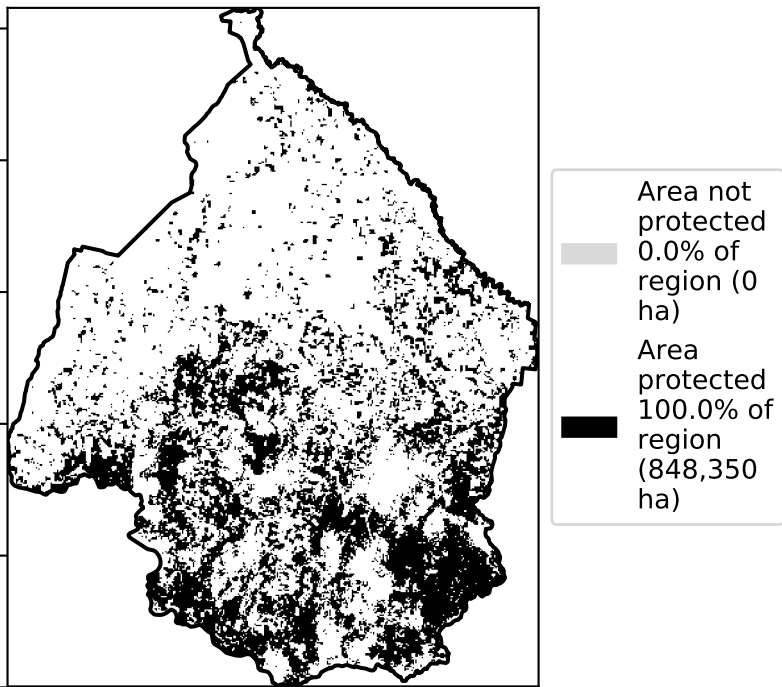 Area not
protected
0.0% of
region (0
ha)
Area
protected
100.0% of
region
(848,350
ha)